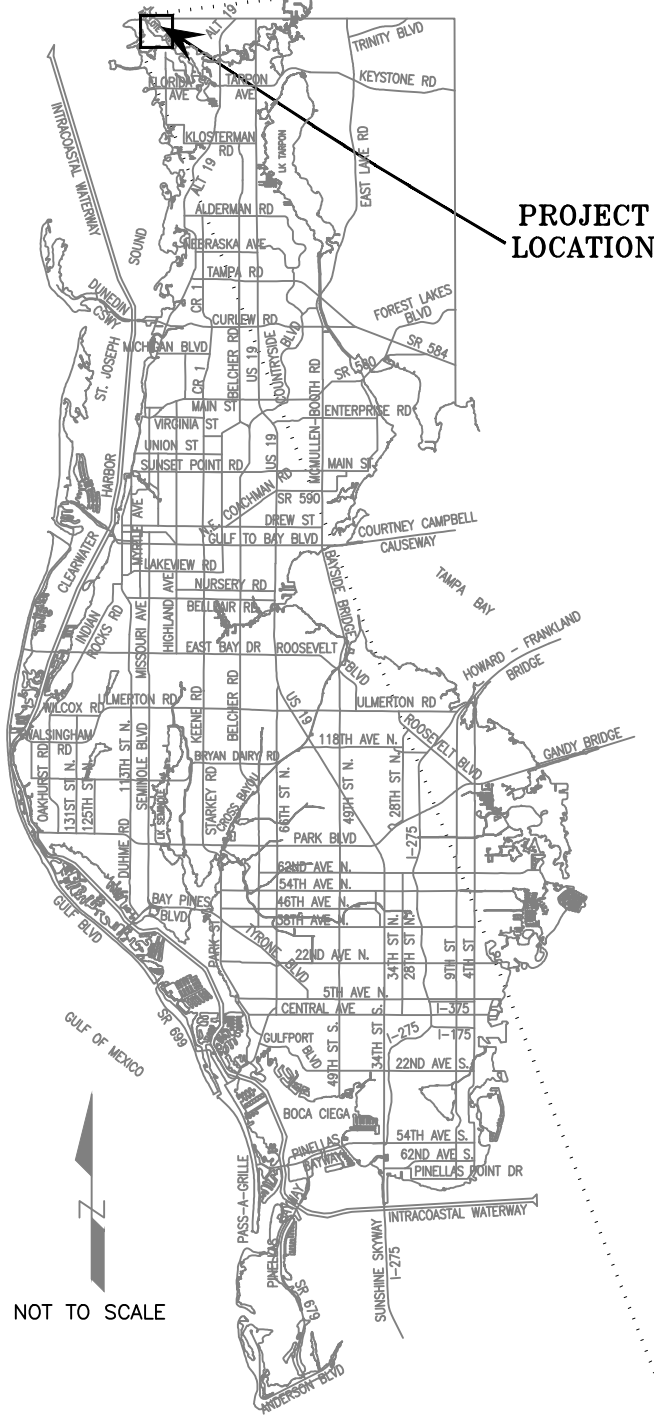 ALT 19
TRINITY BLVD
KEYSTONE RD
FLORIDA
AVE
TARPON
AVE
INTRACOASTAL WATERWAY
KLOSTERMAN
RD
LK TARPON
EAST LAKE RD
ALT 19
PROJECT
LOCATION
ALDERMAN RD
SOUND
NEBRASKA AVE
TAMPA RD
DUNEDIN
CSWY
CR 1
FOREST LAKES
BLVD
CURLEW RD
ST. JOSEPH
MICHIGAN BLVD
BELCHER RD
US 19
COUNTRYSIDE
BLVD
SR 584
SR 580
CR 1
MCMULLEN-BOOTH RD
MAIN ST
ENTERPRISE RD
VIRGINIA ST
UNION ST
US 19
SUNSET POINT RD
MAIN ST
HARBOR
N.E. COACHMAN RD
SR 590
MYRTLE AVE
DREW ST
COURTNEY CAMPBELL
CAUSEWAY
GULF TO BAY BLVD
CLEARWATER
LAKEVIEW RD
BAYSIDE BRIDGE
TAMPA BAY
NURSERY RD
HIGHLAND AVE
MISSOURI AVE
BELLEAIR RD
INDIAN
ROCKS RD
HOWARD - FRANKLAND
BRIDGE
EAST BAY DR
ROOSEVELT
BLVD
ULMERTON RD
WILCOX RD
KEENE RD
BELCHER RD
US 19
ULMERTON RD
WALSINGHAM
RD
118TH AVE N.
ROOSEVELT BLVD
GANDY BRIDGE
BRYAN DAIRY RD
OAKHURST RD
131ST ST N.
125TH ST N.
113TH ST N.
SEMINOLE BLVD
LK SEMINOLE
STARKEY RD
CROSS BAYOU
66TH ST N.
49TH ST N.
28TH ST N.
I-275
DUHME RD
PARK BLVD
62ND AVE N.
54TH AVE N.
46TH AVE N.
38TH AVE N.
BAY PINES
BLVD
GULF BLVD
PARK ST
TYRONE BLVD
22ND AVE N.
34TH ST N.
28TH ST N.
9TH ST
4TH ST
5TH AVE N.
CENTRAL AVE
I-375
SR 699
GULF OF MEXICO
GULFPORT
BLVD
49TH ST S.
34TH ST S.
I-275
I-175
22ND AVE S.
BOCA CIEGA
54TH AVE S.
PINELLAS
BAYWAY
62ND AVE S.
PINELLAS POINT DR
PASS-A-GRILLE
PINELLAS
BAYWAY
INTRACOASTAL WATERWAY
SUNSHINE SKYWAY
I-275
Z
NOT TO SCALE
SR 679
ANDERSON BLVD